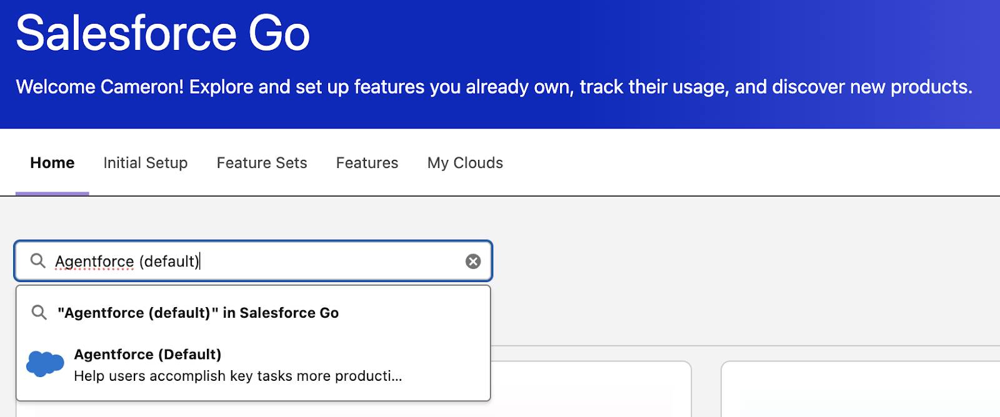 Salesforce Go
Welcome Cameron! Explore and set up features you already own, track their usage, and discover new products.
Home Initial Setup Feature Sets Features My Clouds
Agentforce (default)
"Agentforce (default)" in Salesforce Go
Agentforce (Default)
Help users accomplish key tasks more producti...